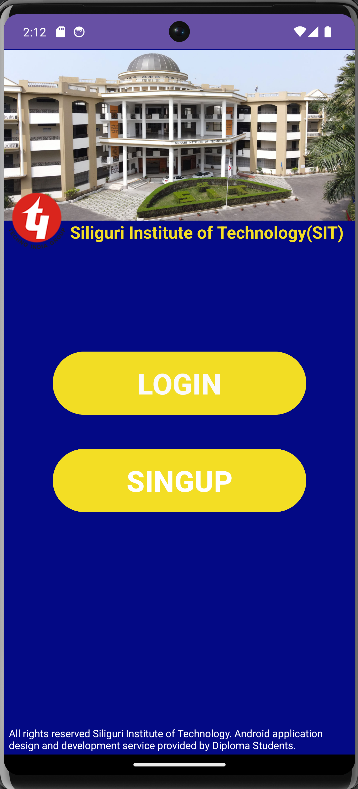 2:12
Siliguri Institute of Technology(SIT)
LOGIN
SINGUP
All rights reserved Siliguri Institute of Technology. Android application
design and development service provided by Diploma Students.